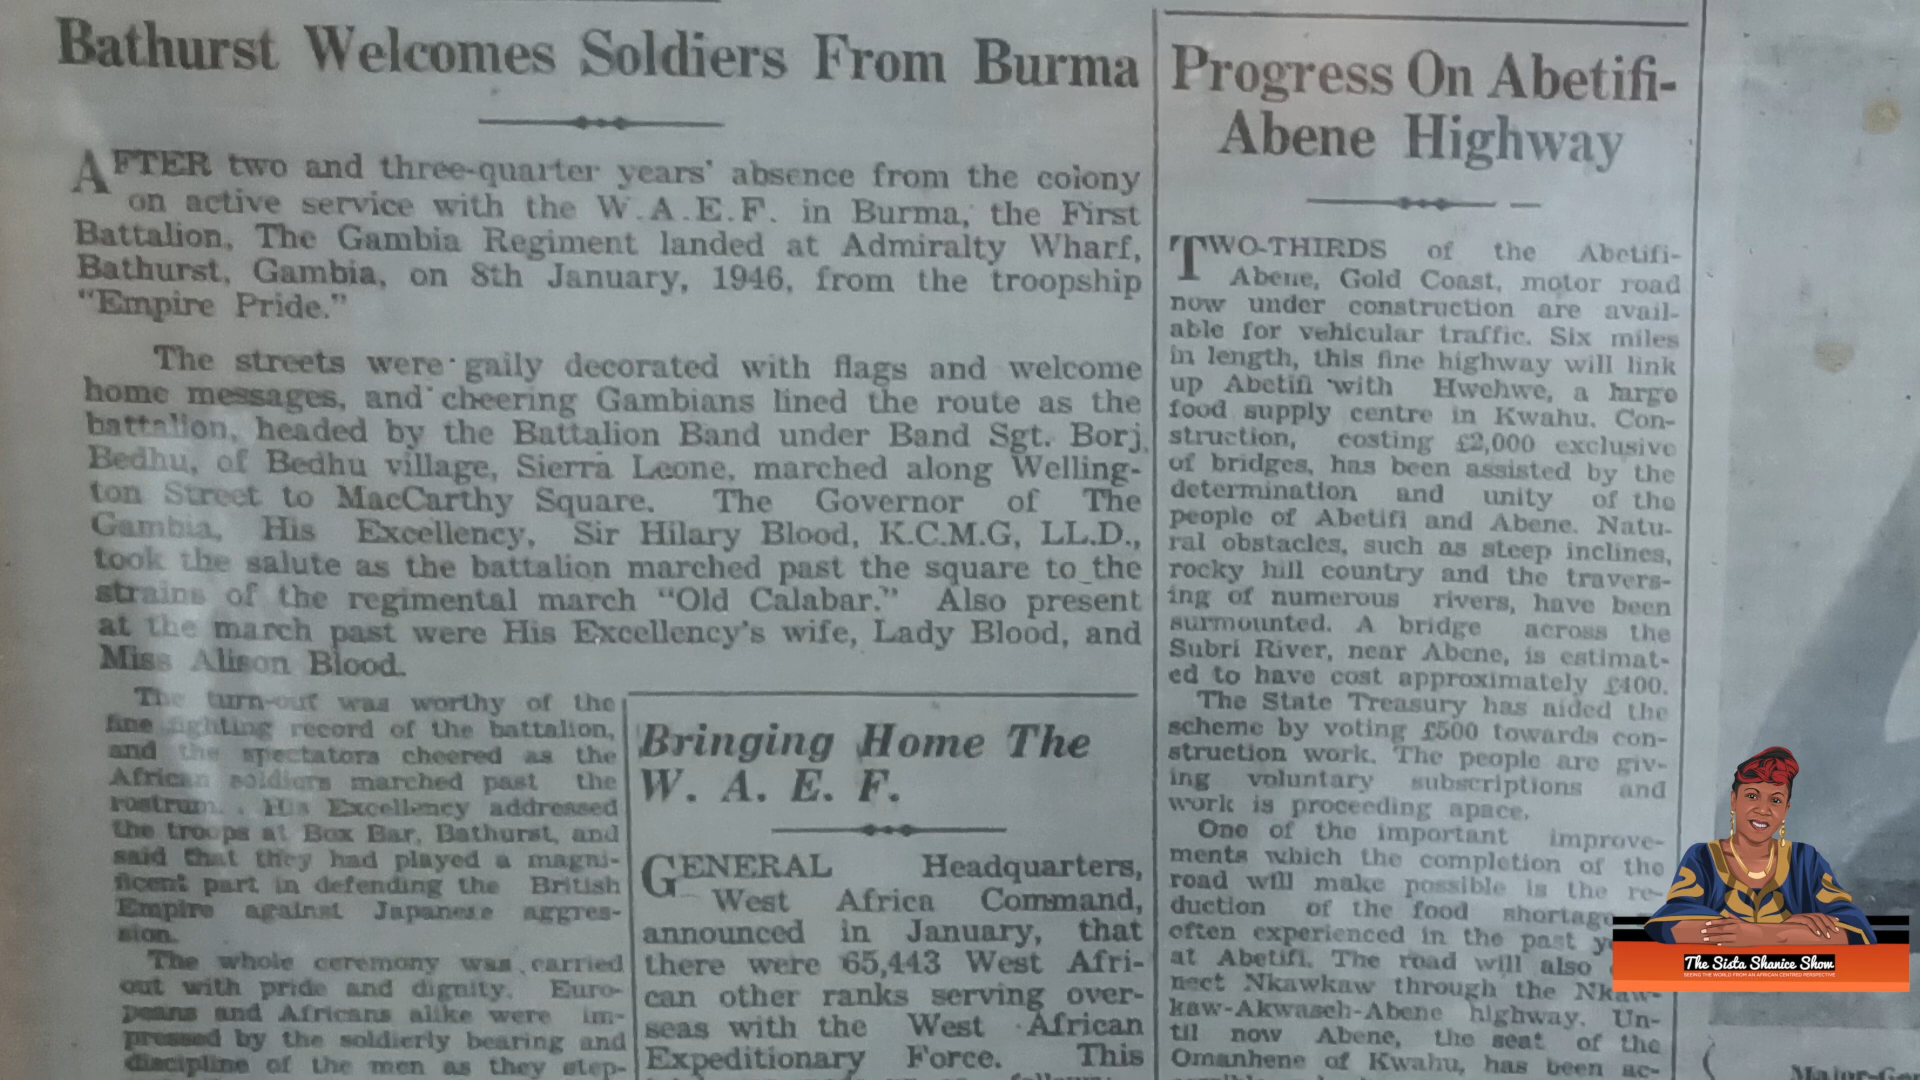 Bathurst Welcomes Soldiers From Burma
AFTER two and three-quarter years' absence from the colony
on active service with the W.A.E.F. in Burma, the First
Battalion, The Gambia Regiment landed at Admiralty Wharf,
Bathurst, Gambia, on 8th January, 1946, from the troopship
"Empire Pride."
The streets were gaily decorated with flags and welcome
home messages, and cheering Gambians lined the route as the
battalion, headed by the Battalion Band under Band Sgt. Borj
Bedhu, of Bedhu village, Sierra Leone, marched along Welling-
ton Street to MacCarthy Square. The Governor of The
Gambia, His Excellency, Sir Hilary Blood, K.C.M.G, LL.D.,
took the salute as the battalion marched past the square to the
strains of the regimental march "Old Calabar." Also present
at the march past were His Excellency's wife, Lady Blood, and
Miss Alison Blood.
The turn-out was worthy of the
fine fighting record of the battalion,
and the spectators cheered as the
African soldiers marched past the
rostrum. His Excellency addressed
the troops at Box Bar, Bathurst, and
said that they had played a magni-
ficent part in defending the British
Empire against Japanese aggres-
sion.
The whole ceremony was carried
out with pride and dignity. Euro-
peans and Africans alike were im-
pressed by the soldierly bearing and
discipline of the men as they step-
Bringing Home The
W. A. E. F.
GENERAL Headquarters,
West Africa Command,
announced in January, that
there were 65,443 West Afri-
can other ranks serving over-
seas with the West African
Expeditionary Force. This
Progress On Abetifi-
Abene Highway
TWO-THIRDS of the Abetifi-
Abene, Gold Coast, motor road
now under construction are avail-
able for vehicular traffic. Six miles
in length, this fine highway will link
up Abetifi with Hwehwe, a large
food supply centre in Kwahu. Con-
struction, costing £2,000 exclusive
of bridges, has been assisted by the
determination and unity of the
people of Abetifi and Abene. Natu-
ral obstacles, such as steep inclines,
rocky hill country and the travers-
ing of numerous rivers, have been
surmounted. A bridge across the
Subri River, near Abene, is estimat-
ed to have cost approximately £400.
The State Treasury has aided the
scheme by voting £500 towards con-
struction work. The people are giv-
ing voluntary subscriptions and
work is proceeding apace.
One of the important improve-
ments which the completion of the
road will make possible is the re-
duction of the food shortage
often experienced in the past
at Abetifi. The road will also
nect Nkawkaw through the Nkaw-
kaw-Akwaseh-Abene highway. Un-
til now Abene, the seat of the
Omanhene of Kwahu, has been ac-
The Sista Shanice Show
SEEING THE WORLD FROM AN AFRICAN CENTRED PERSPECTIVE